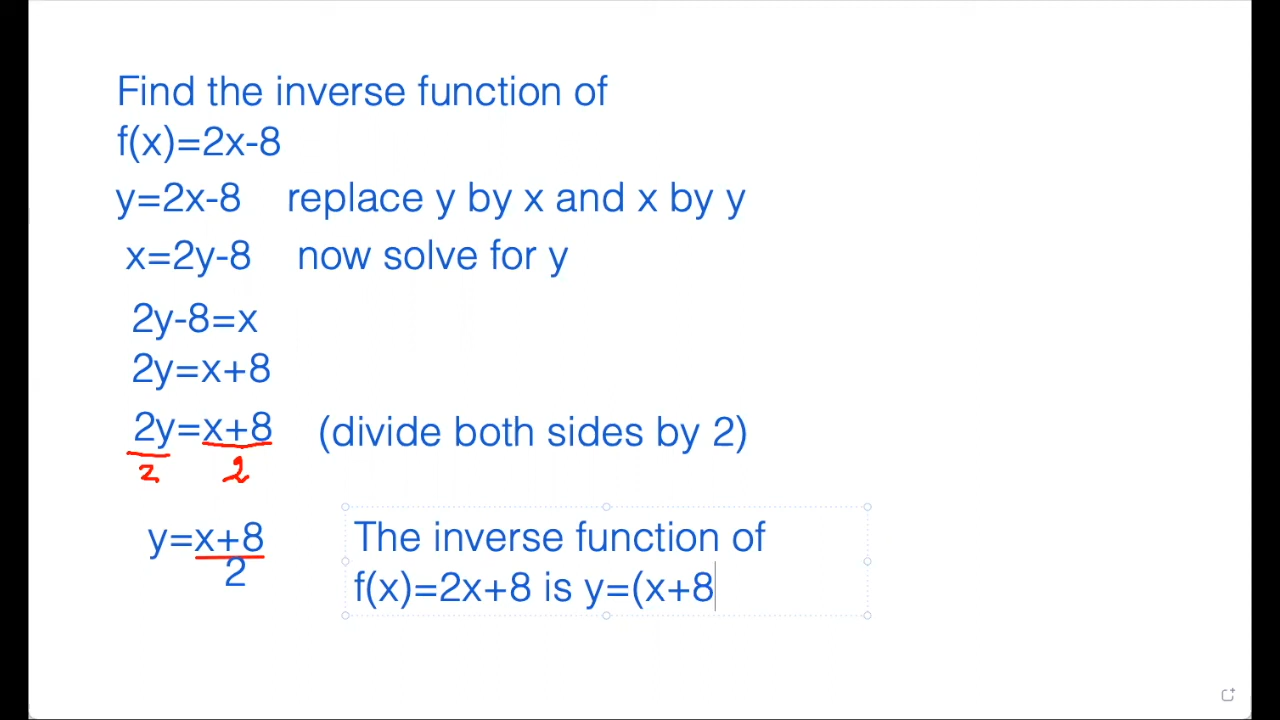 Find the inverse function of
f(x)=2x-8
y=2x-8 replace y by x and x by y
x=2y-8 now solve for y
2y-8=x
2y=x+8
2y=x+8 (divide both sides by 2)
2 2
y=x+8
2
The inverse function of
f(x)=2x+8 is y=(x+8